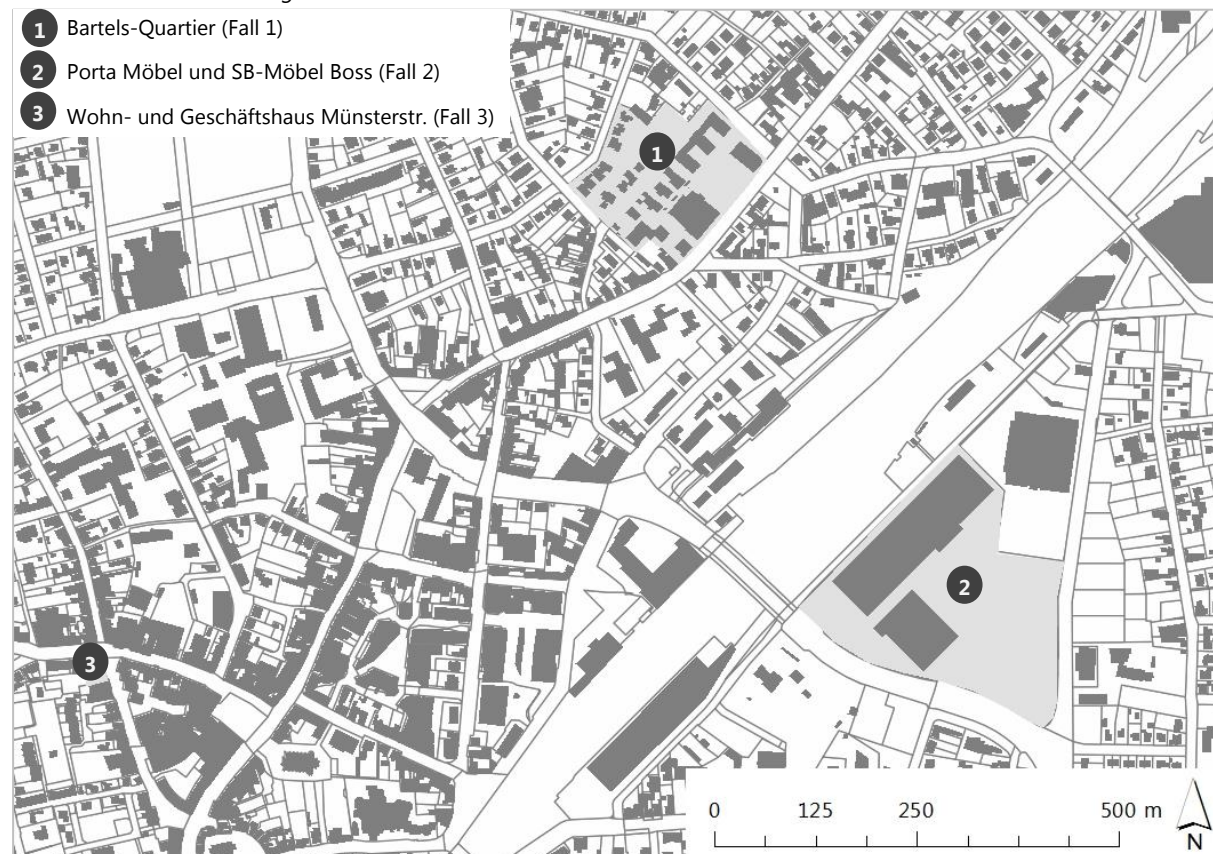 1 Bartels-Quartier (Fall 1)
2 Porta Möbel und SB-Möbel Boss (Fall 2)
3 Wohn- und Geschäftshaus Münsterstr. (Fall 3)
1
2
3
0 125 250 500 m
N